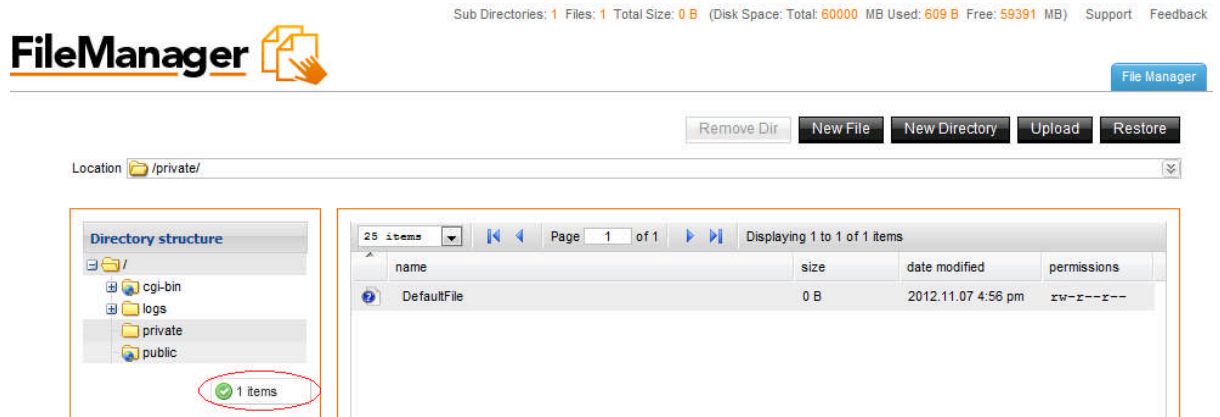 Sub Directories: 1 Files: 1 Total Size: 0 B (Disk Space: Total: 60000 MB Used: 609 B Free: 59391 MB) Support Feedback
FileManager
File Manager
Remove Dir New File New Directory Upload Restore
Location /private/
Directory structure
/
cgi-bin
logs
private
public
1 items
25 items Page 1 of 1 Displaying 1 to 1 of 1 items
name size date modified permissions
DefaultFile 0 B 2012.11.07 4:56 pm rw-r--r--